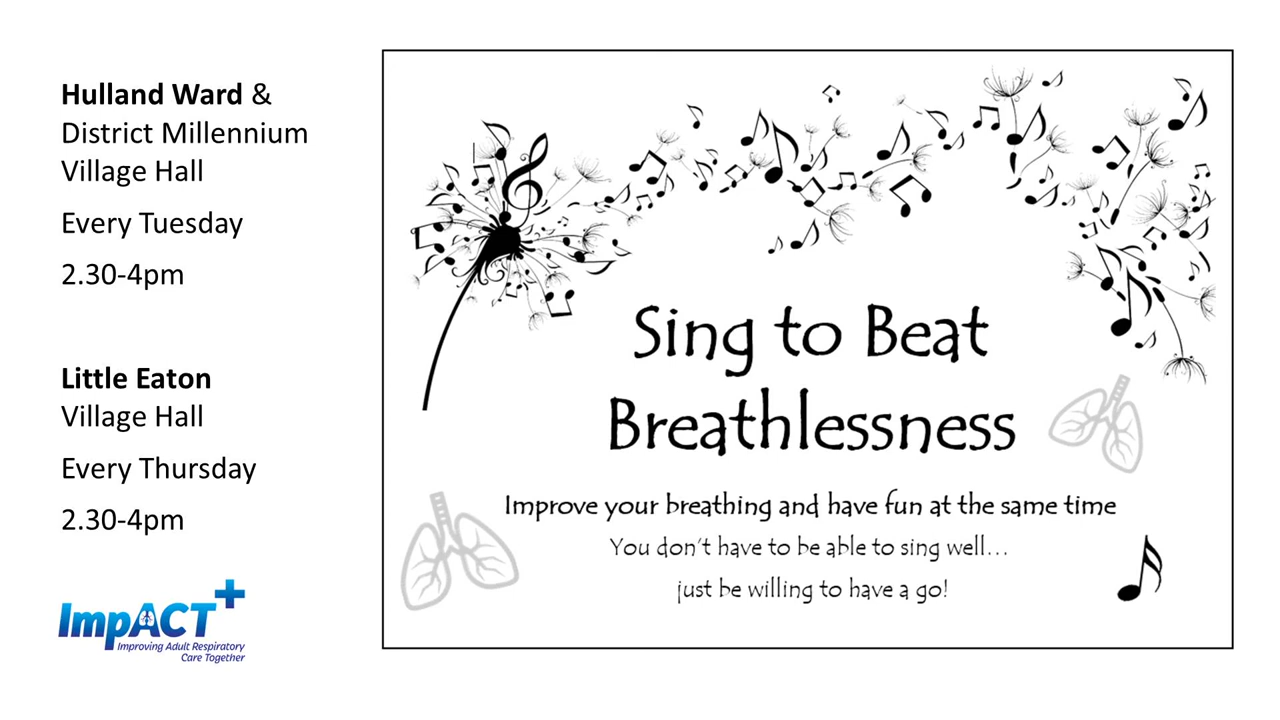 Hulland Ward &
District Millennium
Village Hall
Every Tuesday
2.30-4pm
Little Eaton
Village Hall
Every Thursday
2.30-4pm
ImpACT+
Improving Adult Respiratory
Care Together
Sing to Beat
Breathlessness
Improve your breathing and have fun at the same time
You don't have to be able to sing well...
just be willing to have a go!